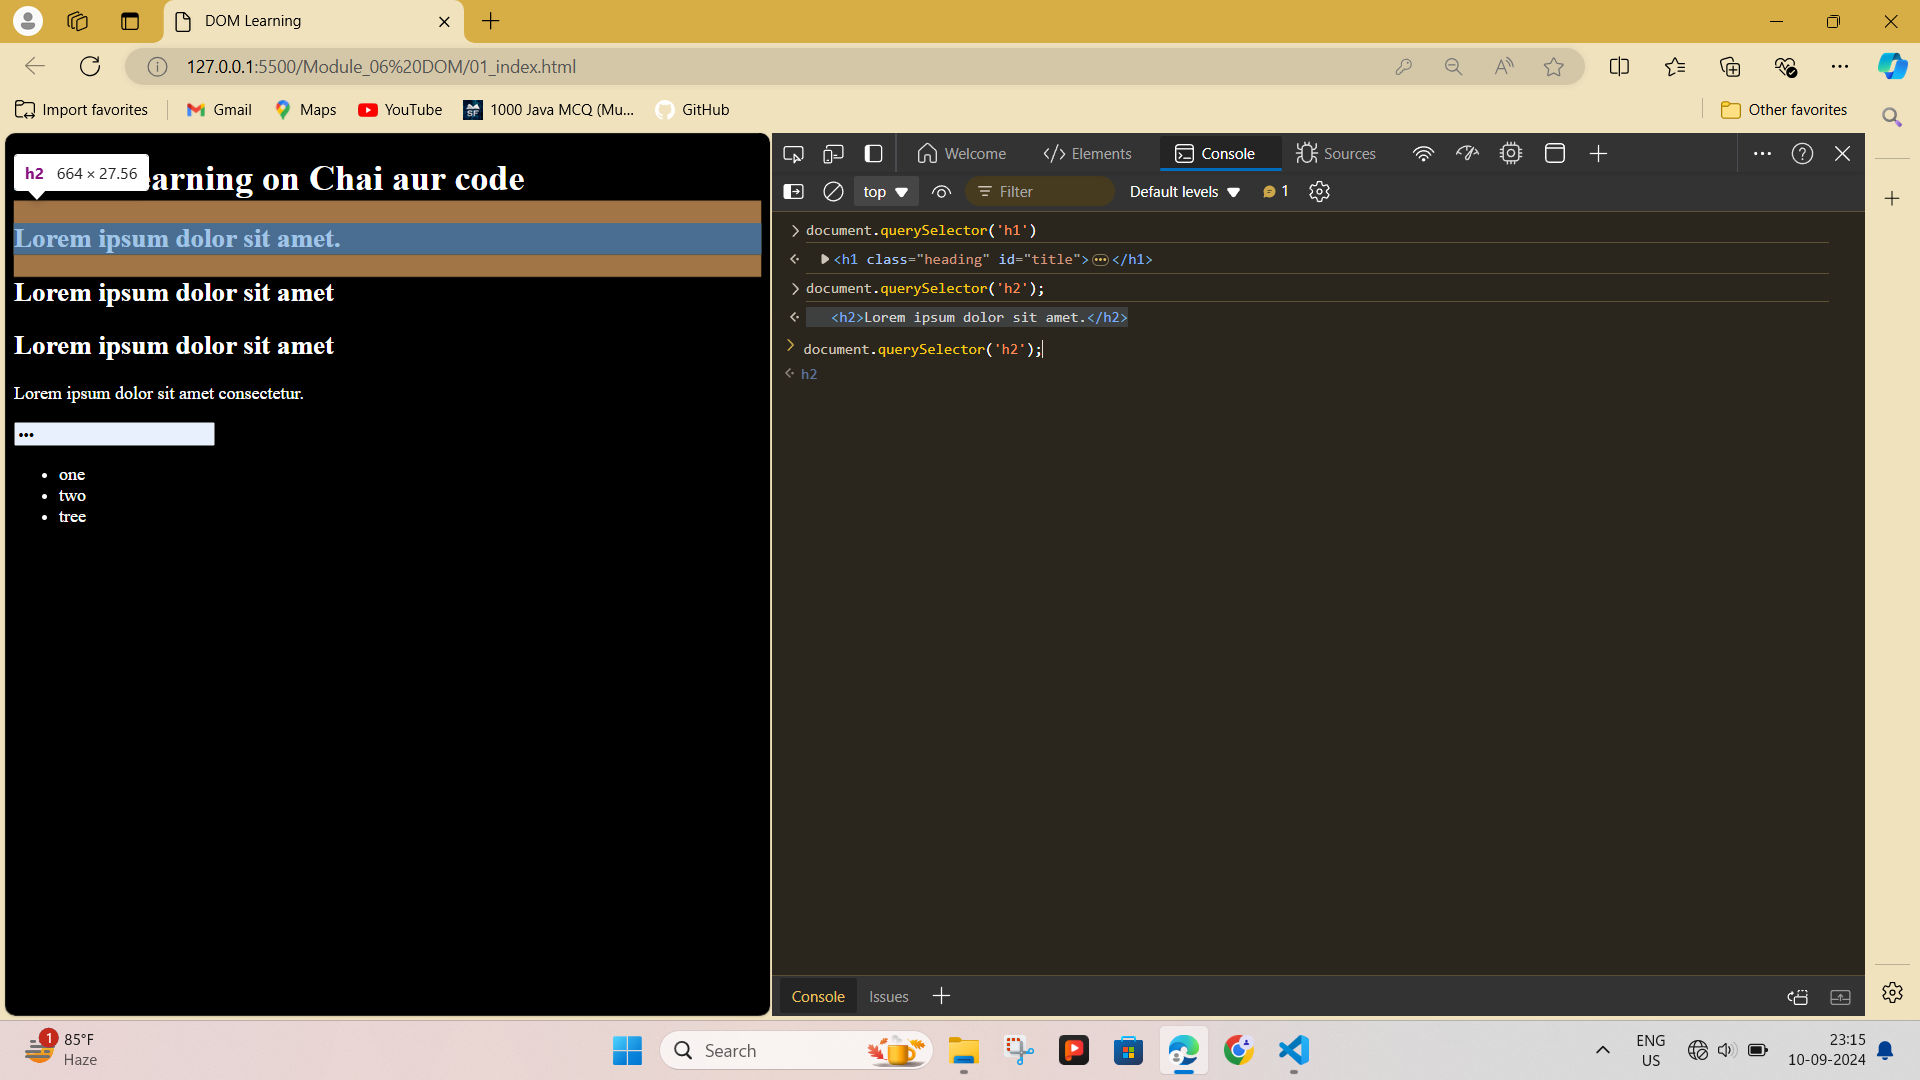 DOM Learning
127.0.0.1:5500/Module_06%20DOM/01_index.html
Import favorites
Gmail
Maps
YouTube
SF
1000 Java MCQ (Mu...
GitHub
Other favorites
h2 664 × 27.56
arning on Chai aur code
Lorem ipsum dolor sit amet.
Lorem ipsum dolor sit amet
Lorem ipsum dolor sit amet
Lorem ipsum dolor sit amet consectetur.
•••
• one
• two
• tree
Welcome
</> Elements
Console
Sources
top
Filter
Default levels
1
document.querySelector('h1')
<h1 class="heading" id="title">…</h1>
document.querySelector('h2');
<h2>Lorem ipsum dolor sit amet.</h2>
document.querySelector('h2');
h2
Console
Issues
1
85°F
Haze
Search
ENG
US
23:15
10-09-2024